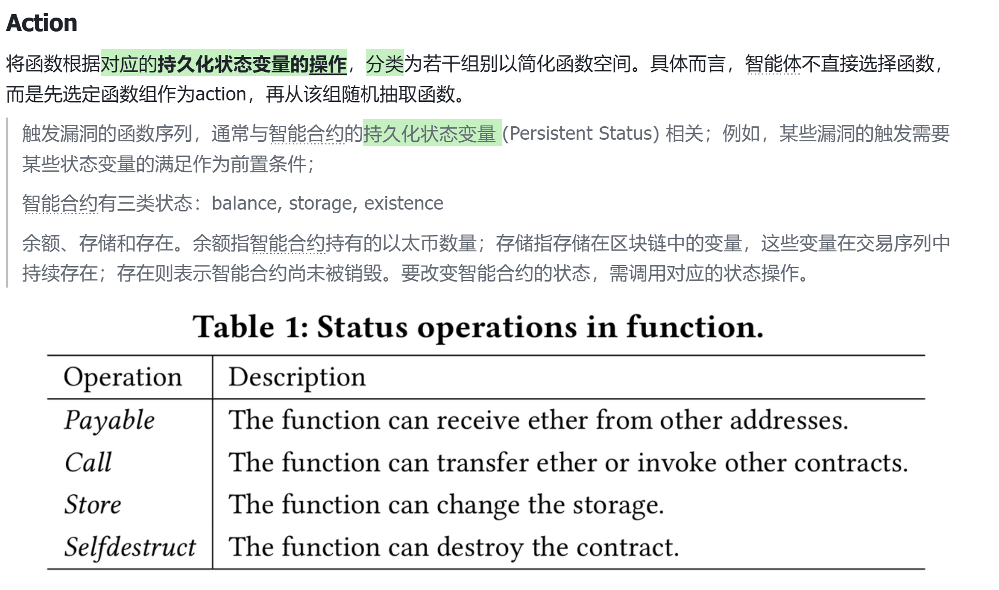 Action
将函数根据对应的持久化状态变量的操作，分类为若干组别以简化函数空间。具体而言，智能体不直接选择函数，
而是先选定函数组作为action，再从该组随机抽取函数。
触发漏洞的函数序列，通常与智能合约的持久化状态变量 (Persistent Status) 相关；例如，某些漏洞的触发需要
某些状态变量的满足作为前置条件；
智能合约有三类状态：balance, storage, existence
余额、存储和存在。余额指智能合约持有的以太币数量；存储指存储在区块链中的变量，这些变量在交易序列中
持续存在；存在则表示智能合约尚未被销毁。要改变智能合约的状态，需调用对应的状态操作。
Table 1: Status operations in function.
Operation Description
Payable The function can receive ether from other addresses.
Call The function can transfer ether or invoke other contracts.
Store The function can change the storage.
Selfdestruct The function can destroy the contract.